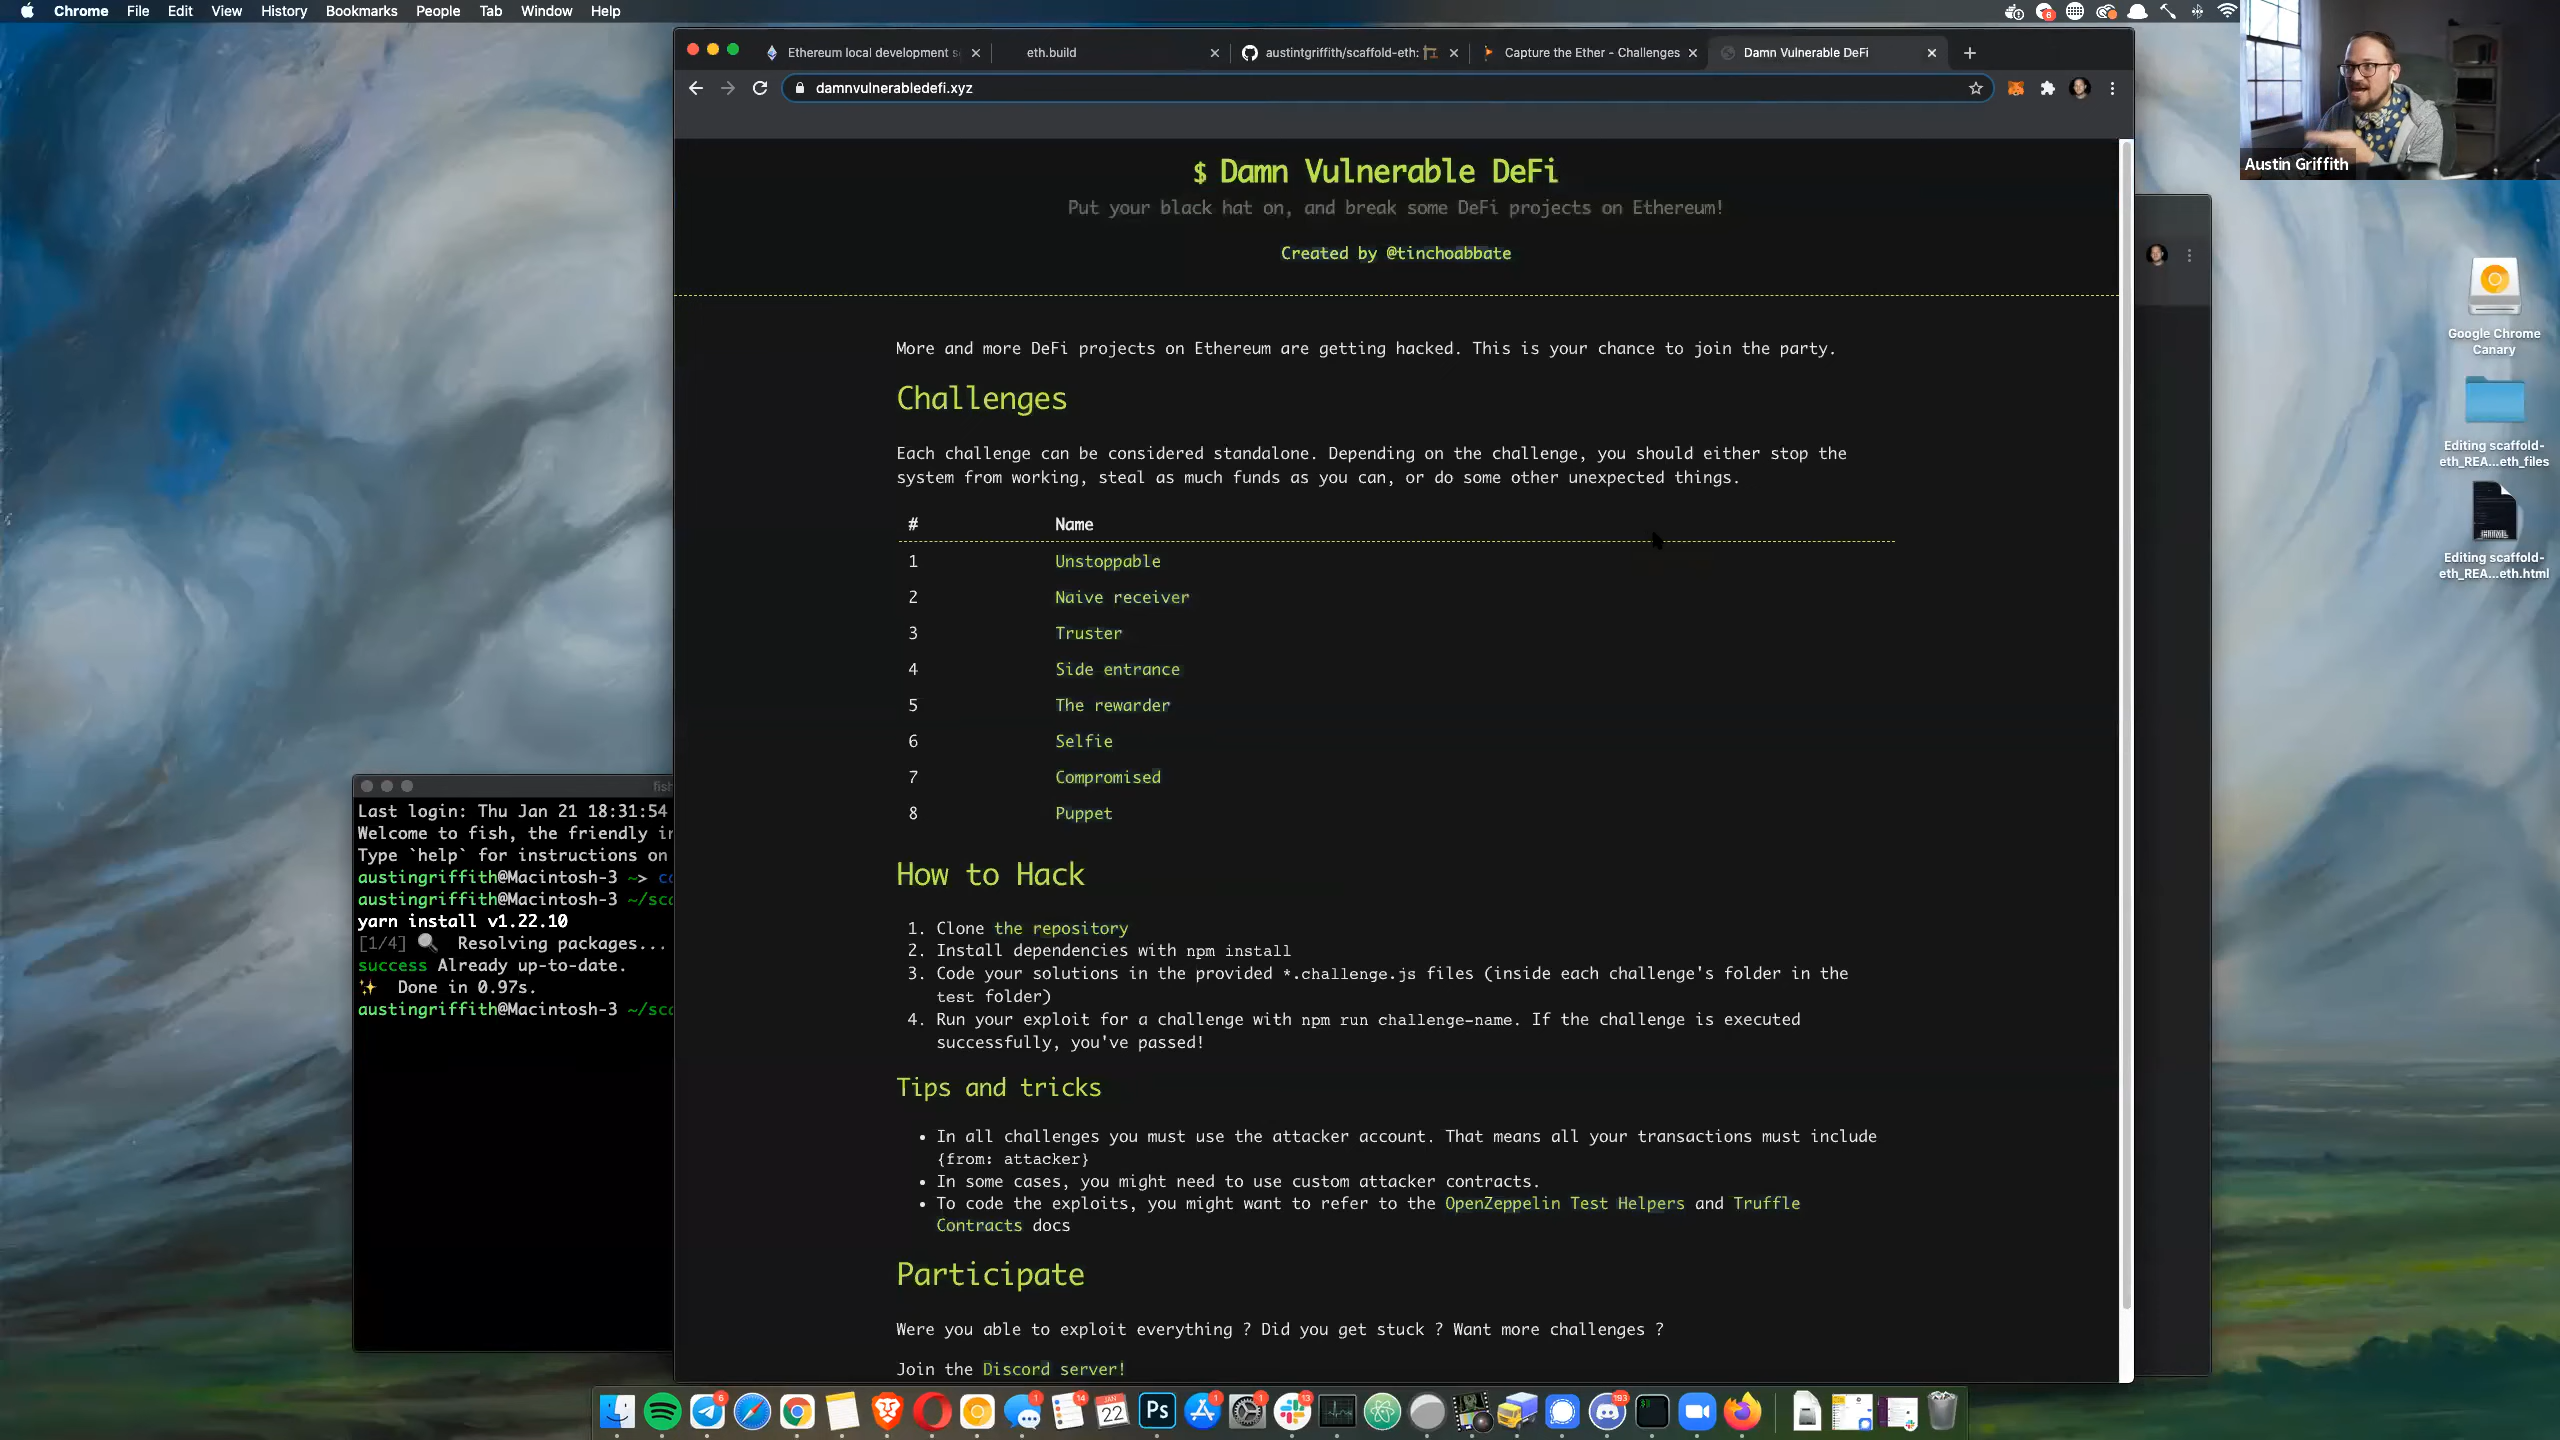 Chrome File Edit View History Bookmarks People Tab Window Help
Ethereum local development s
eth.build
austintgriffith/scaffold-eth:
Capture the Ether - Challenges
Damn Vulnerable DeFi
damnvulnerabledefi.xyz
Austin Griffith
$ Damn Vulnerable DeFi
Put your black hat on, and break some DeFi projects on Ethereum!
Created by @tinchoabbate
More and more DeFi projects on Ethereum are getting hacked. This is your chance to join the party.
Challenges
Each challenge can be considered standalone. Depending on the challenge, you should either stop the
system from working, steal as much funds as you can, or do some other unexpected things.
# Name
1 Unstoppable
2 Naive receiver
3 Truster
4 Side entrance
5 The rewarder
6 Selfie
7 Compromised
8 Puppet
How to Hack
1. Clone the repository
2. Install dependencies with npm install
3. Code your solutions in the provided *.challenge.js files (inside each challenge's folder in the
test folder)
4. Run your exploit for a challenge with npm run challenge-name. If the challenge is executed
successfully, you've passed!
Tips and tricks
• In all challenges you must use the attacker account. That means all your transactions must include
{from: attacker}
• In some cases, you might need to use custom attacker contracts.
• To code the exploits, you might want to refer to the OpenZeppelin Test Helpers and Truffle
Contracts docs
Participate
Were you able to exploit everything ? Did you get stuck ? Want more challenges ?
Join the Discord server!
fish
Last login: Thu Jan 21 18:31:54
Welcome to fish, the friendly in
Type `help` for instructions on
austingriffith@Macintosh-3 ~> c
austingriffith@Macintosh-3 ~/sca
yarn install v1.22.10
[1/4] Resolving packages...
success Already up-to-date.
Done in 0.97s.
austingriffith@Macintosh-3 ~/sca
Google Chrome
Canary
Editing scaffold-
eth_REA...eth_files
Editing scaffold-
eth_REA...eth.html
6
1
14
JAN
22
Ps
1
1
13
193